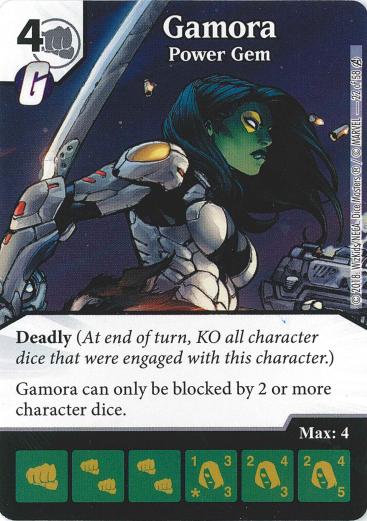 4
G
Gamora
Power Gem
© 2018 WizKids/NECA Dice Masters ® / © MARVEL
Deadly (At end of turn, KO all character
dice that were engaged with this character.)
Gamora can only be blocked by 2 or more
character dice.
Max: 4
1 3 2 4 2 4
* 3 3 5